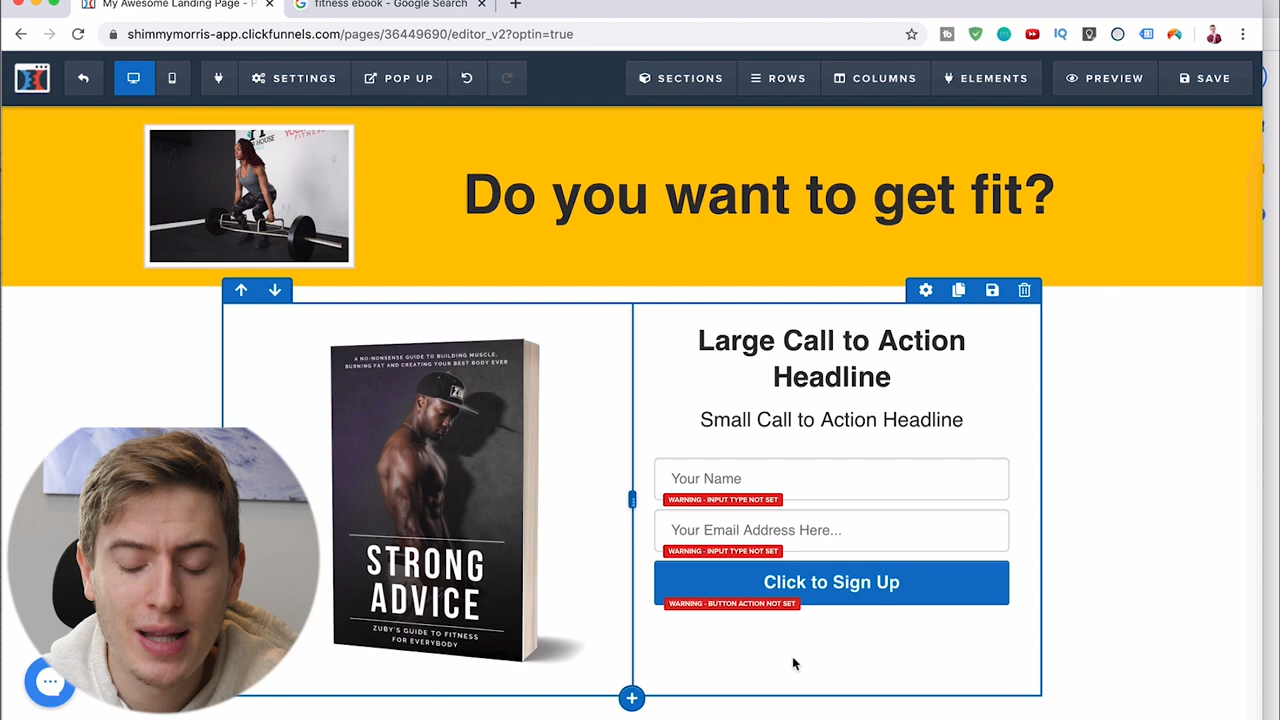 My Awesome Landing Page - P
fitness ebook - Google Search
shimmymorris-app.clickfunnels.com/pages/36449690/editor_v2?optin=true
SETTINGS
POP UP
SECTIONS
ROWS
COLUMNS
ELEMENTS
PREVIEW
SAVE
HOUSE
FITNESS
Do you want to get fit?
A NO-NONSENSE GUIDE TO BUILDING MUSCLE,
BURNING FAT AND CREATING YOUR BEST BODY EVER
STRONG
ADVICE
ZUBY'S GUIDE TO FITNESS
FOR EVERYBODY
Large Call to Action
Headline
Small Call to Action Headline
Your Name
WARNING - INPUT TYPE NOT SET
Your Email Address Here...
WARNING - INPUT TYPE NOT SET
Click to Sign Up
WARNING - BUTTON ACTION NOT SET